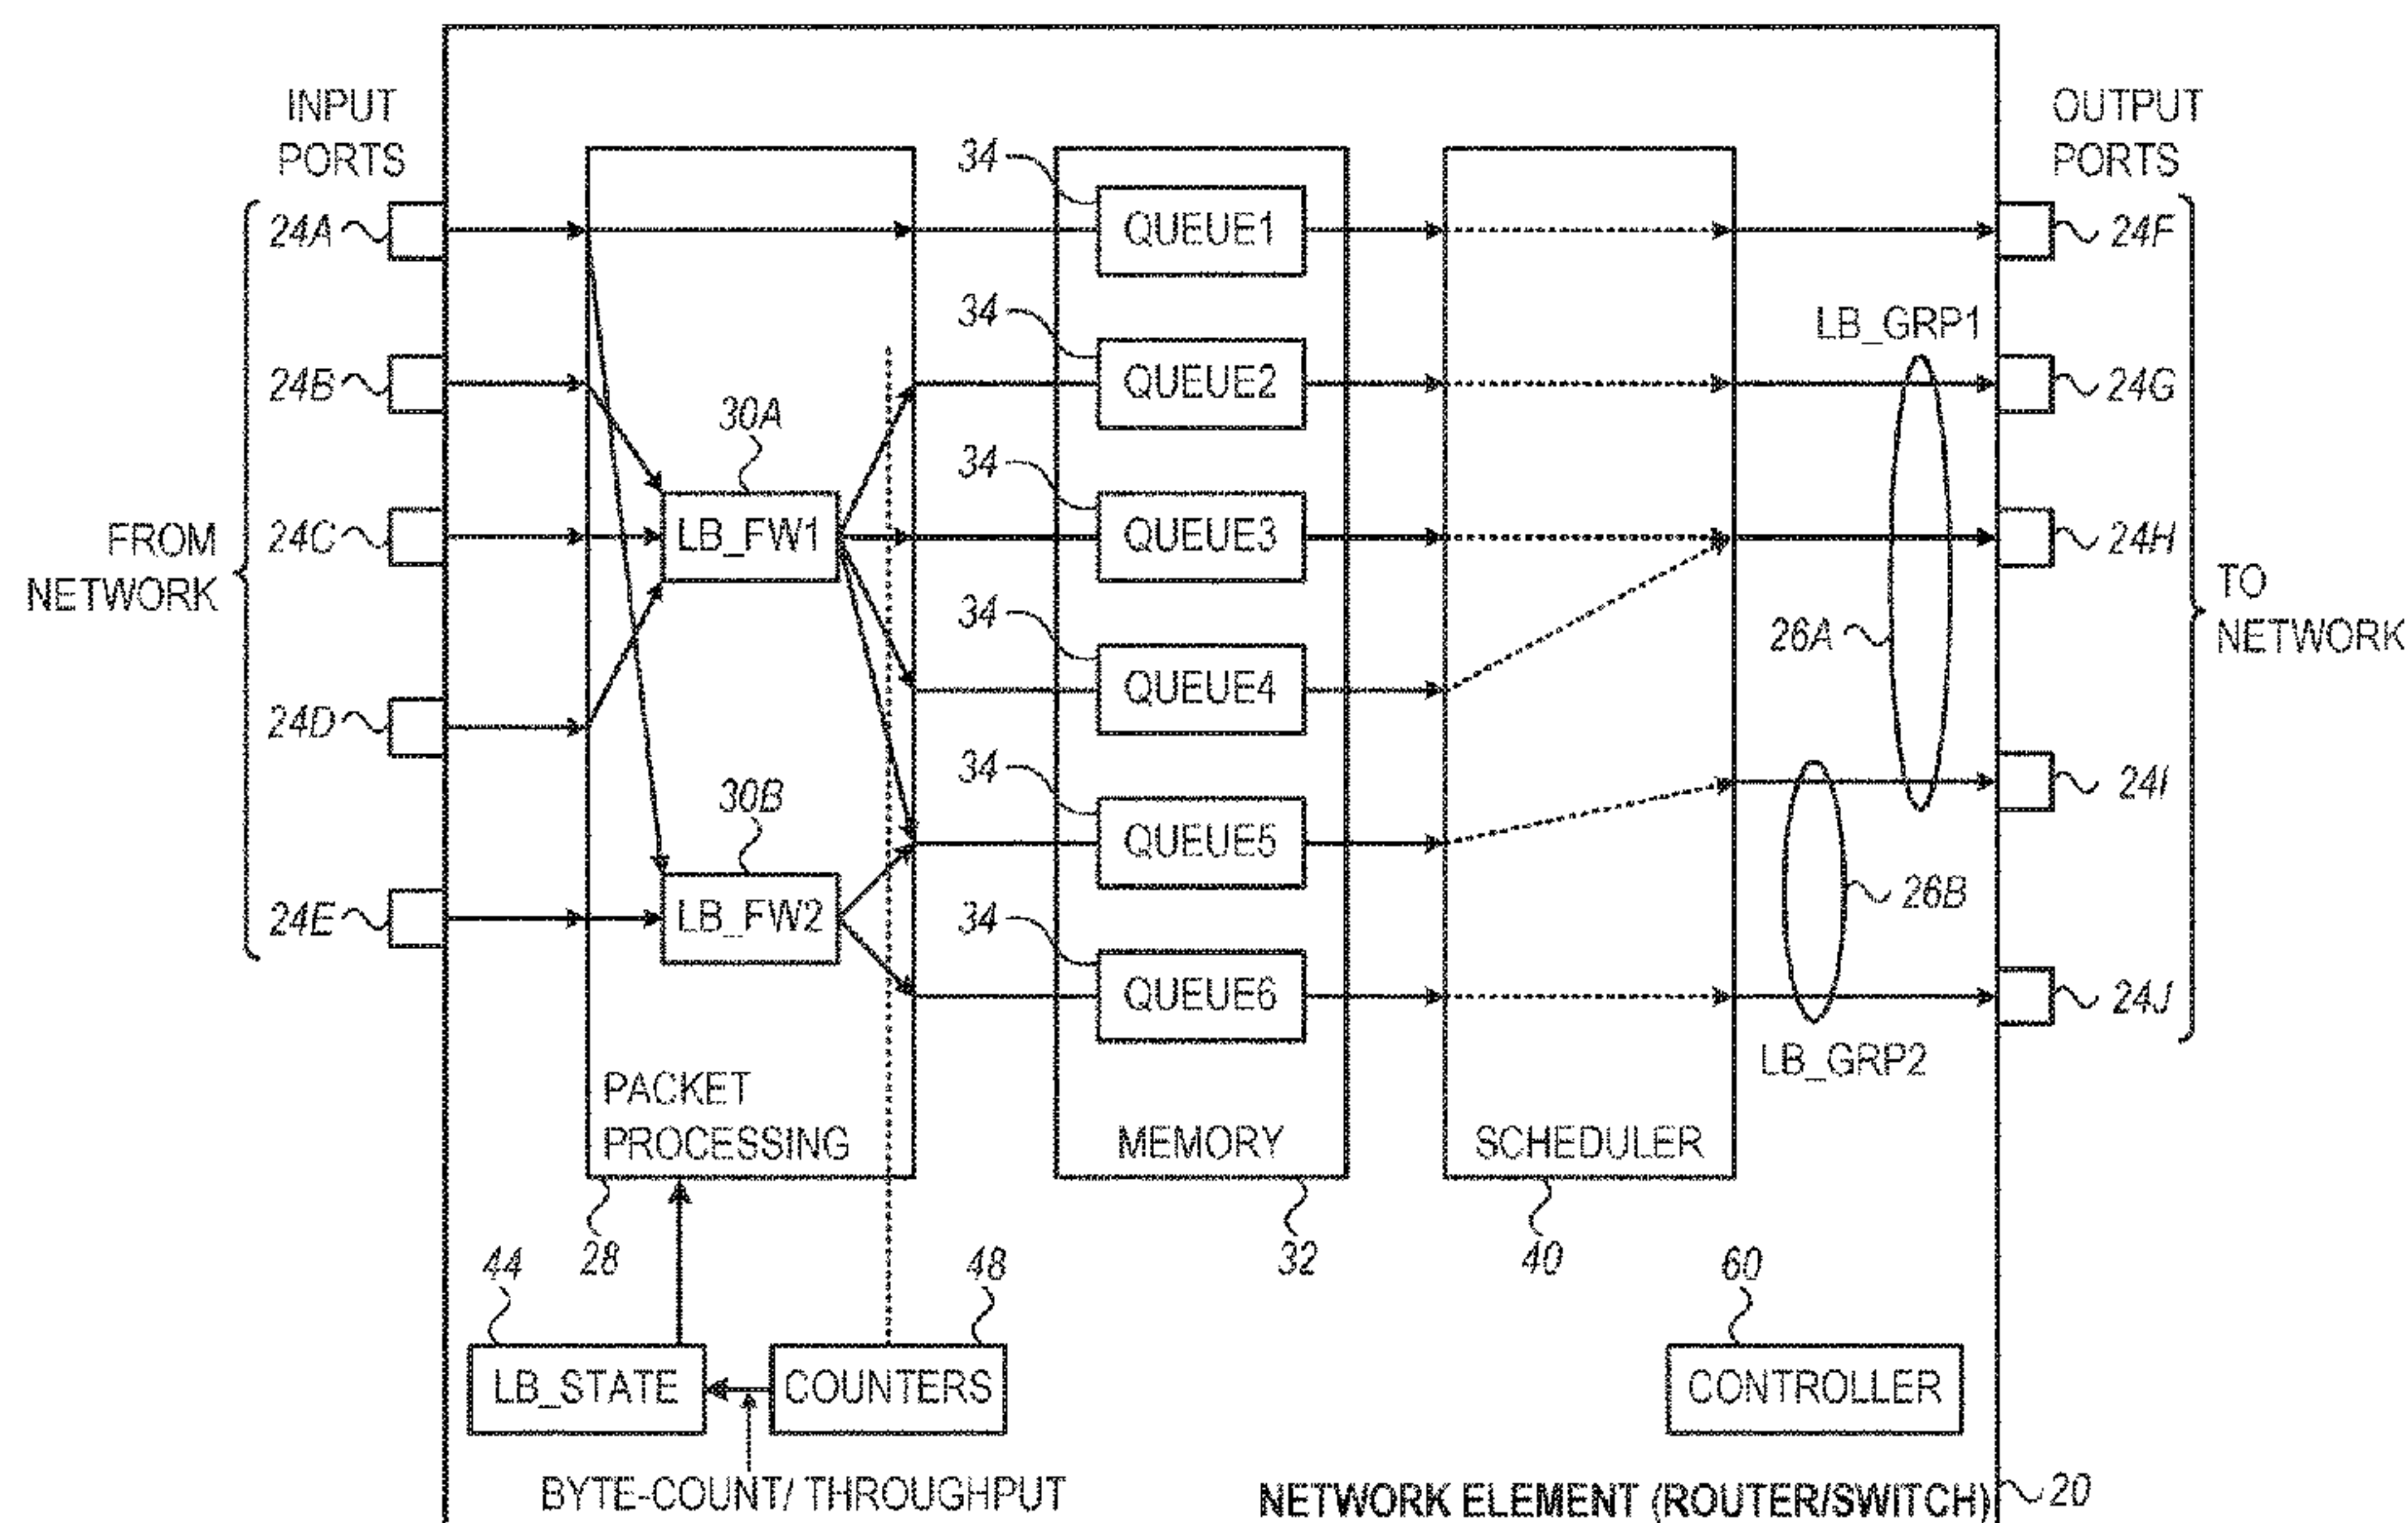 INPUT
PORTS
OUTPUT
PORTS
34
24A
QUEUE1
24F
34
LB_GRP1
24B
30A
QUEUE2
24G
34
FROM
NETWORK
24C
LB_FW1
QUEUE3
24H
TO
NETWORK
34
26A
24D
QUEUE4
34
30B
24I
QUEUE5
26B
24E
LB_FW2
34
QUEUE6
24J
LB_GRP2
PACKET
PROCESSING
MEMORY
SCHEDULER
28
32
40
44
48
60
LB_STATE
COUNTERS
CONTROLLER
BYTE-COUNT/ THROUGHPUT
NETWORK ELEMENT (ROUTER/SWITCH)
20